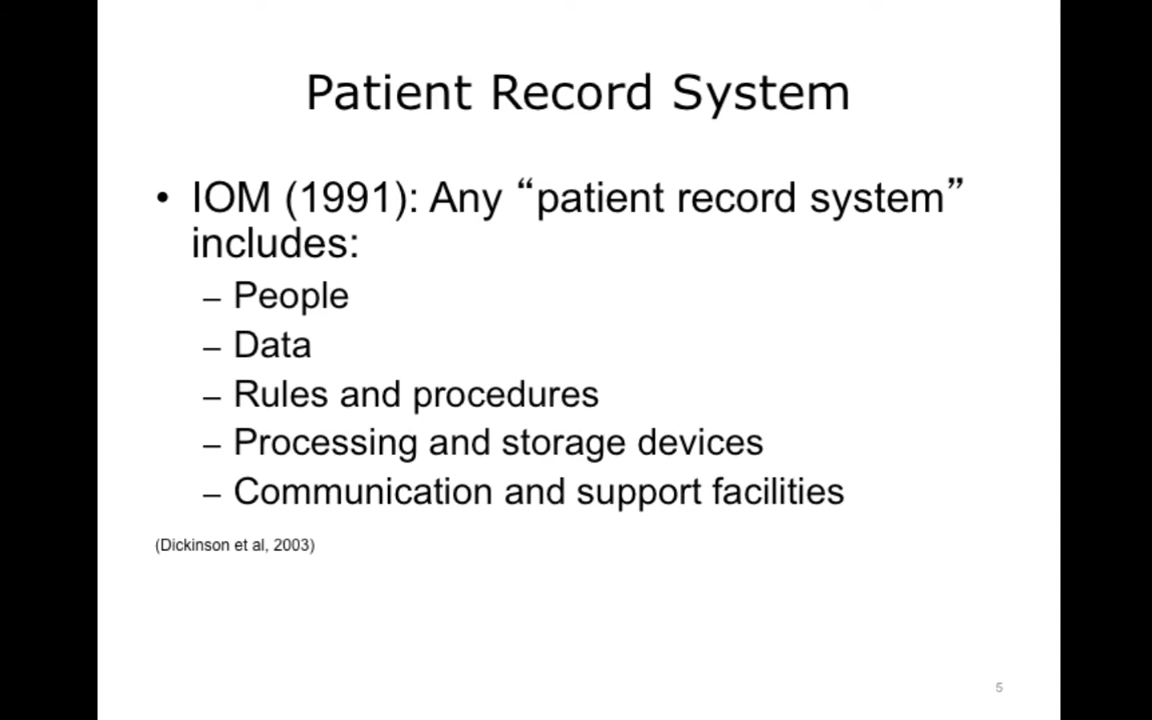 Patient Record System
• IOM (1991): Any “patient record system”
includes:
– People
– Data
– Rules and procedures
– Processing and storage devices
– Communication and support facilities
(Dickinson et al, 2003)
5